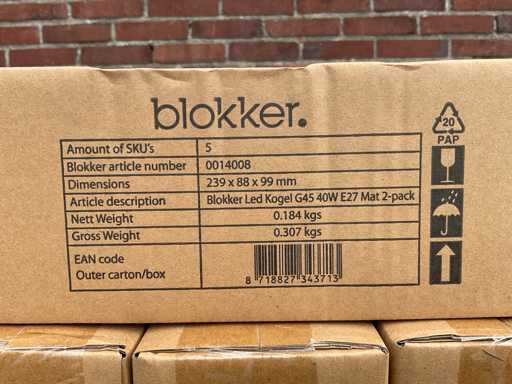 blokker.
20
PAP
Amount of SKU's 5
Blokker article number 0014008
Dimensions 239 x 88 x 99 mm
Article description Blokker Led Kogel G45 40W E27 Mat 2-pack
Nett Weight 0.184 kgs
Gross Weight 0.307 kgs
EAN code
Outer carton/box
8 718827 343713